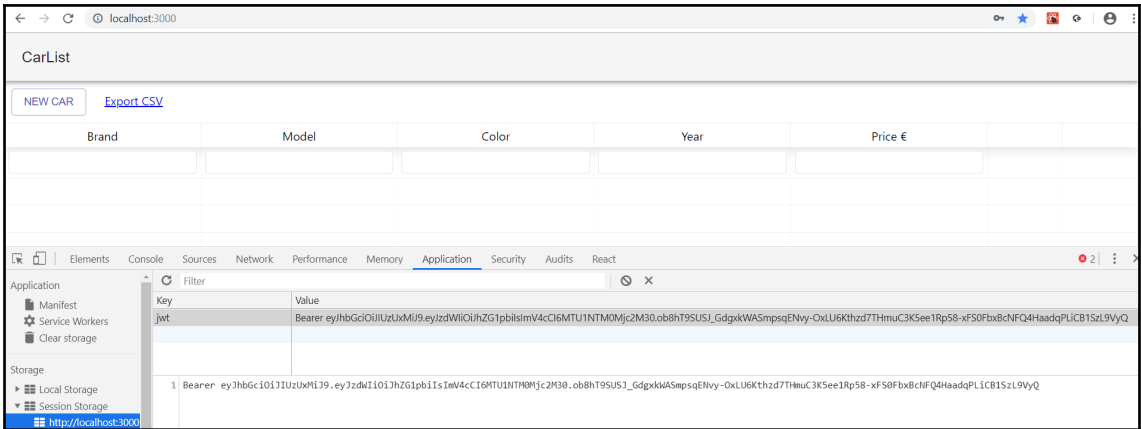 localhost:3000
CarList
NEW CAR Export CSV
Brand Model Color Year Price €
Elements Console Sources Network Performance Memory Application Security Audits React 2
Application Filter
Manifest Key Value
Service Workers jwt Bearer eyJhbGciOiJIUzUxMiJ9.eyJzdWIiOiJhZG1pbiIsImV4cCI6MTU1NTM0Mjc2M30.ob8hT9SUSJ_GdgxkWASmpsqENvy-OxLU6Kthzd7THmuC3K5ee1Rp58-xFS0FbxBcNFQ4HaadqPLiCB1SzL9VyQ
Clear storage
Storage
Local Storage 1 Bearer eyJhbGciOiJIUzUxMiJ9.eyJzdWIiOiJhZG1pbiIsImV4cCI6MTU1NTM0Mjc2M30.ob8hT9SUSJ_GdgxkWASmpsqENvy-OxLU6Kthzd7THmuC3K5ee1Rp58-xFS0FbxBcNFQ4HaadqPLiCB1SzL9VyQ
Session Storage
http://localhost:3000